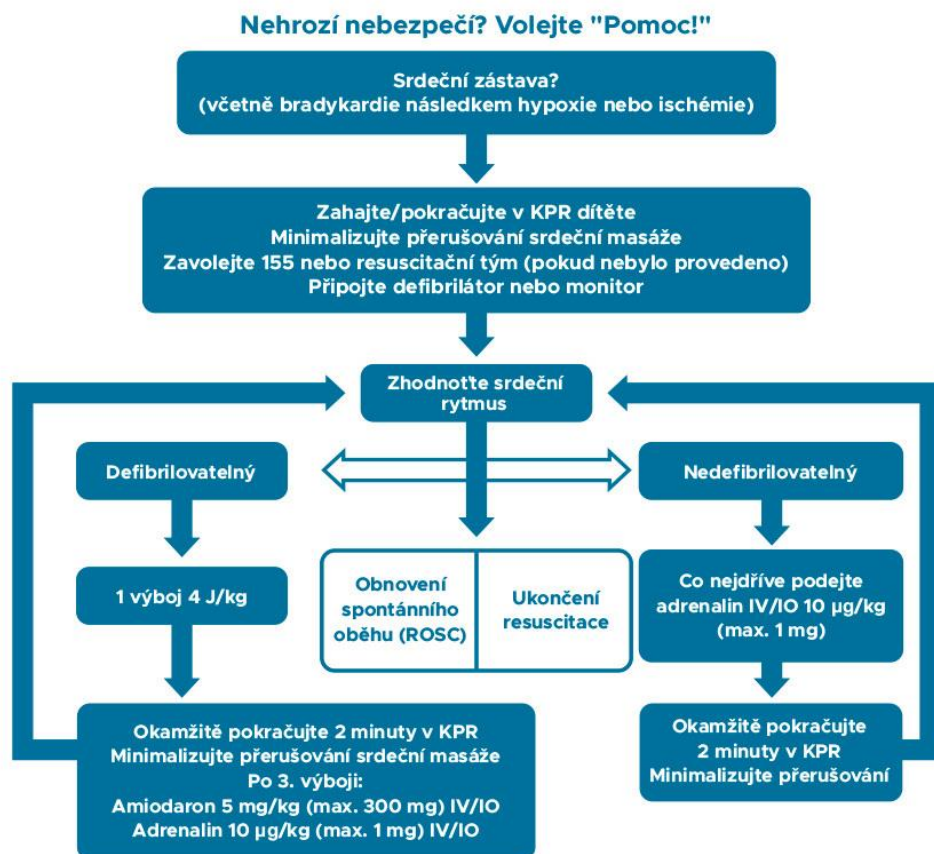 Nehrozí nebezpečí? Volejte "Pomoc!"
Srdeční zástava?
(včetně bradykardie následkem hypoxie nebo ischémie)
Zahajte/pokračujte v KPR dítěte
Minimalizujte přerušování srdeční masáže
Zavolejte 155 nebo resuscitační tým (pokud nebylo provedeno)
Připojte defibrilátor nebo monitor
Zhodnoťte srdeční
rytmus
Defibrilovatelný
Nedefibrilovatelný
1 výboj 4 J/kg
Obnovení
spontánního
oběhu (ROSC)
Ukončení
resuscitace
Co nejdříve podejte
adrenalin IV/IO 10 µg/kg
(max. 1 mg)
Okamžitě pokračujte 2 minuty v KPR
Minimalizujte přerušování srdeční masáže
Po 3. výboji:
Amiodaron 5 mg/kg (max. 300 mg) IV/IO
Adrenalin 10 µg/kg (max. 1 mg) IV/IO
Okamžitě pokračujte
2 minuty v KPR
Minimalizujte přerušování